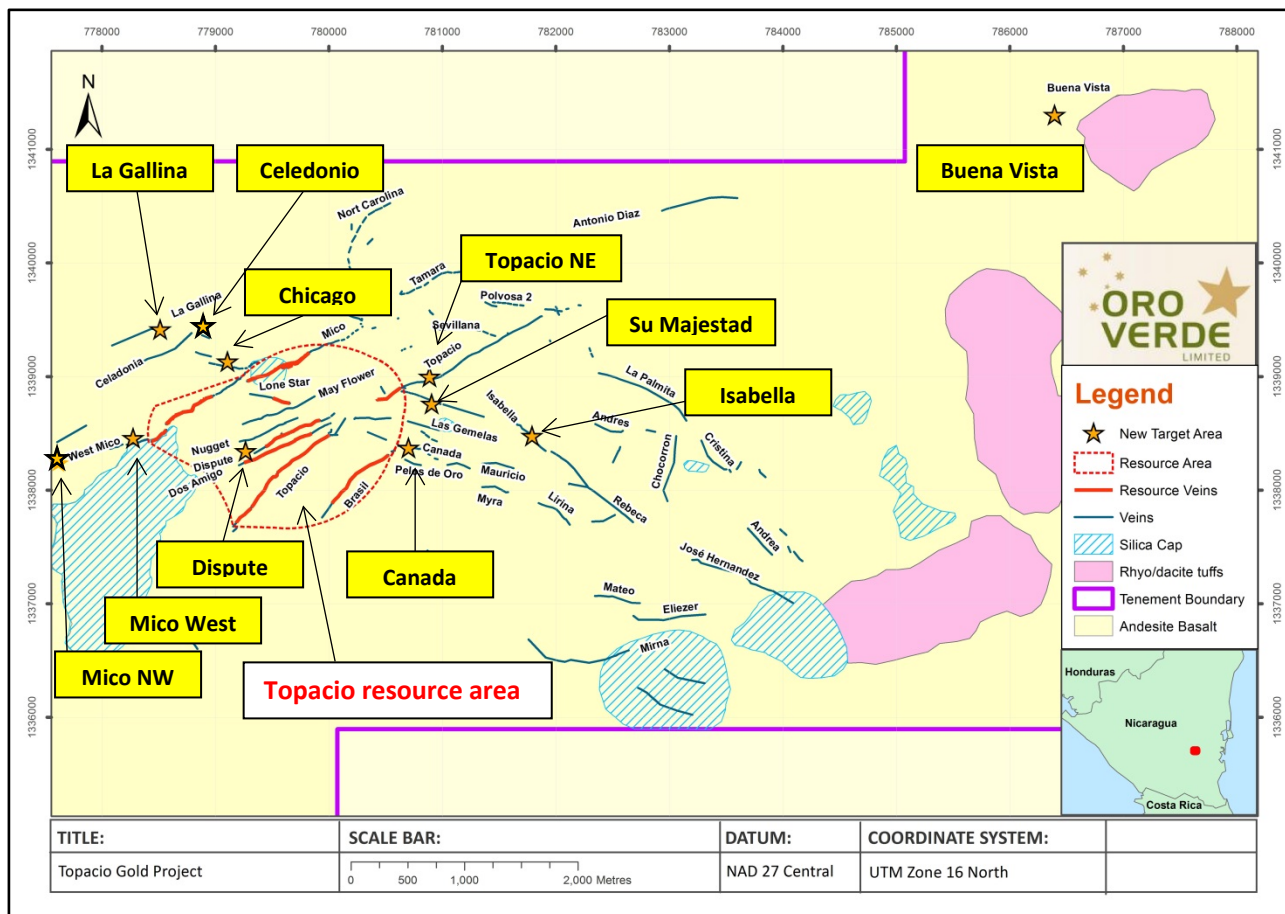 778000
779000
780000
781000
782000
783000
784000
785000
786000
787000
788000
N
Buena Vista
1341000
1341000
La Gallina
Celedonio
Buena Vista
Nort Carolina
Antonio Diaz
1340000
1340000
Topacio NE
Tamara
Chicago
Polvosa 2
La Gallina
Su Majestad
Mico
Sevillana
Celadonia
Topacio
1339000
1339000
Lone Star
May Flower
La Palmita
Isabella
Isabella
Las Gemelas
Andres
West Mico
Nugget
Dispute
Canada
Chocorron
Cristina
Dos Amigo
Pelos de Oro
Mauricio
1338000
1338000
Topacio
Brasil
Myra
Lirina
Rebeca
Andrea
Dispute
Canada
José Hernandez
Mico West
Mateo
Eliezer
1337000
1337000
Mico NW
Topacio resource area
Mirna
1336000
1336000
ORO
VERDE
LIMITED
Legend
New Target Area
Resource Area
Resource Veins
Veins
Silica Cap
Rhyo/dacite tuffs
Tenement Boundary
Andesite Basalt
Honduras
Nicaragua
Costa Rica
TITLE:
Topacio Gold Project
SCALE BAR:
0 500 1,000 2,000 Metres
DATUM:
NAD 27 Central
COORDINATE SYSTEM:
UTM Zone 16 North